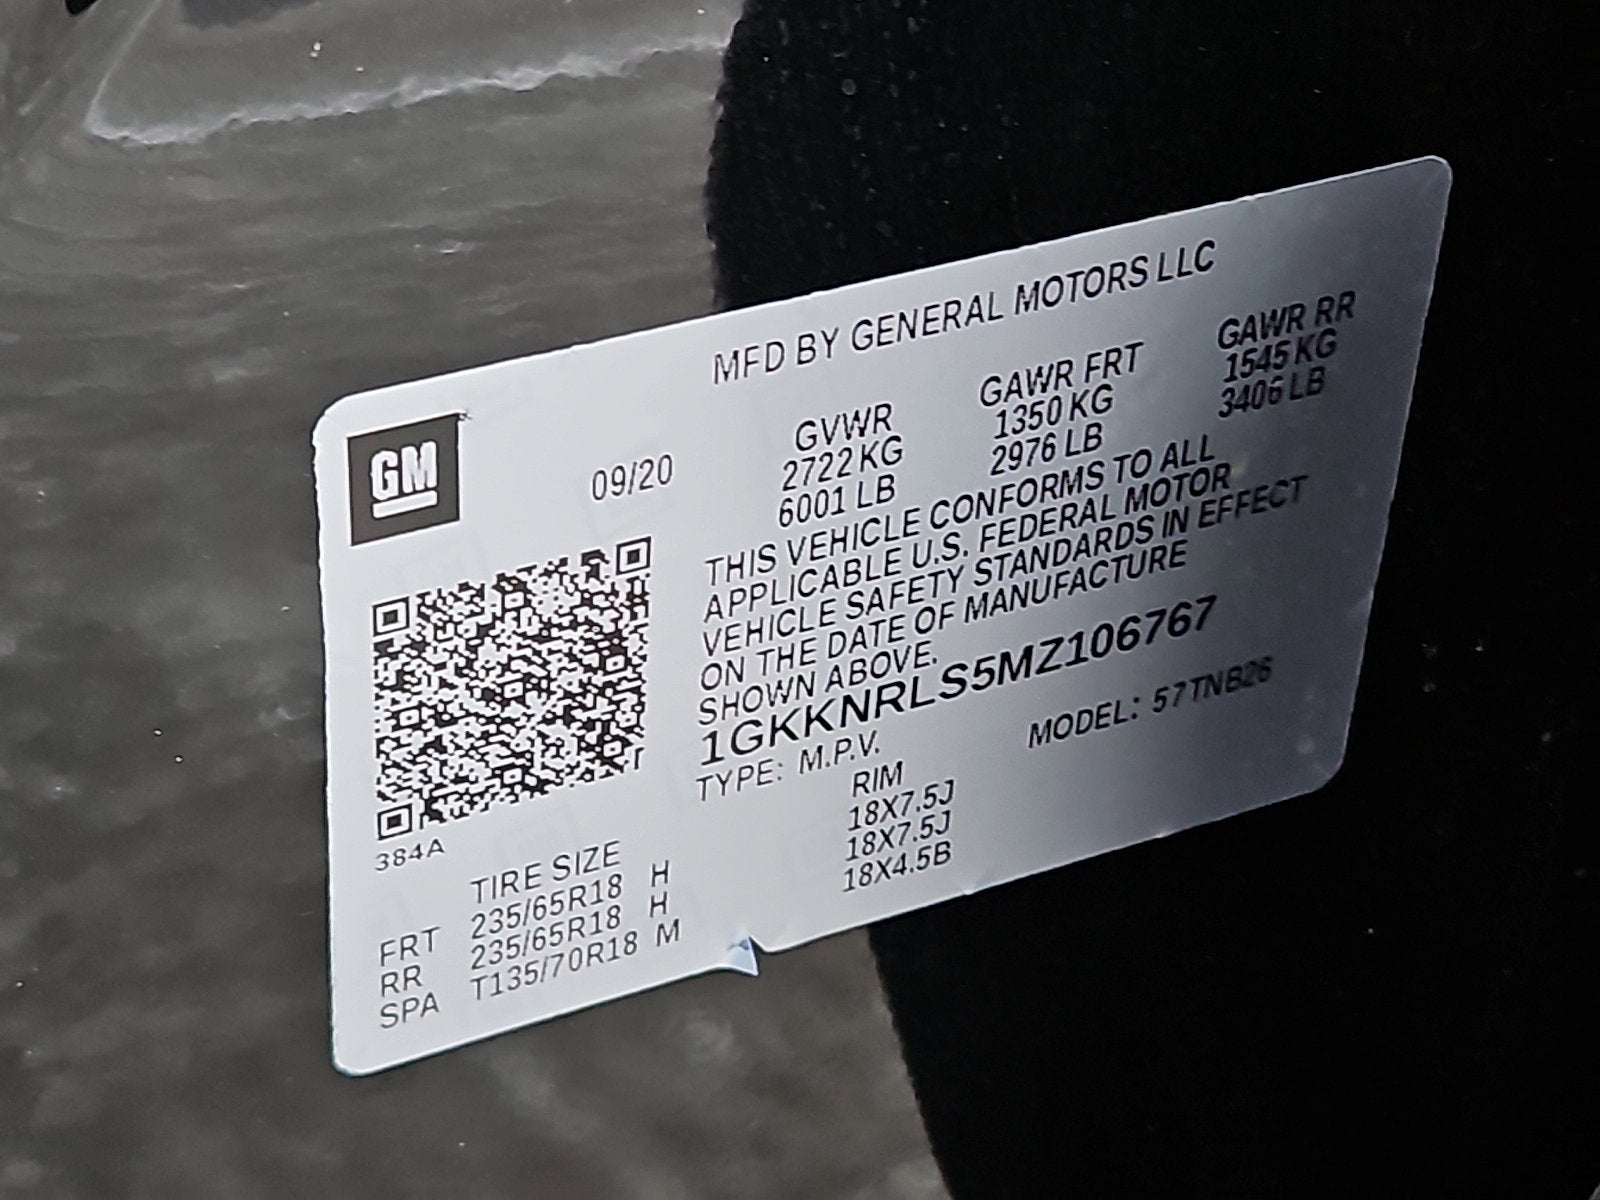 MFD BY GENERAL MOTORS LLC
GM
09/20
GVWR GAWR FRT GAWR RR
2722 KG 1350 KG 1545 KG
6001 LB 2976 LB 3406 LB
THIS VEHICLE CONFORMS TO ALL
APPLICABLE U.S. FEDERAL MOTOR
VEHICLE SAFETY STANDARDS IN EFFECT
ON THE DATE OF MANUFACTURE
SHOWN ABOVE.
1GKKNRLS5MZ106767
TYPE: M.P.V. MODEL: 57TNB26
384A
TIRE SIZE RIM
FRT 235/65R18 H 18X7.5J
RR 235/65R18 H 18X7.5J
SPA T135/70R18 M 18X4.5B